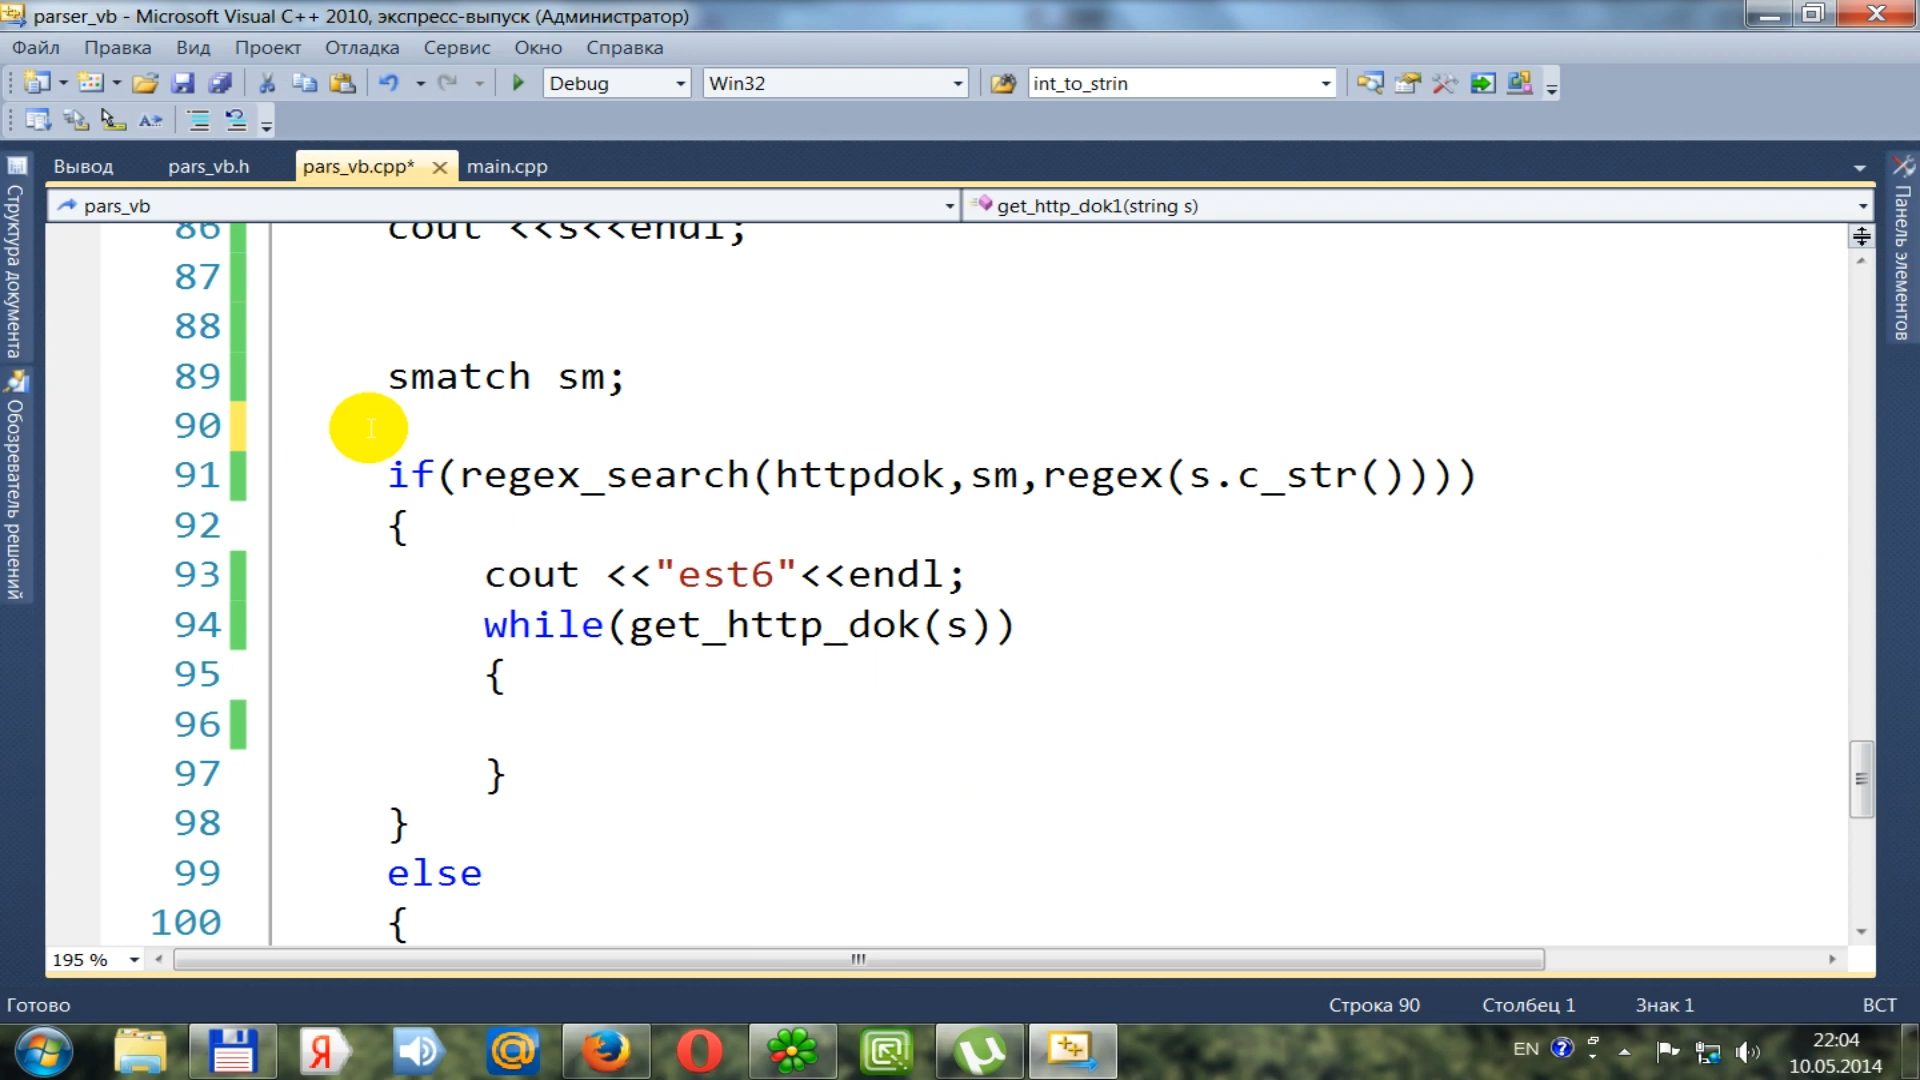 parser_vb - Microsoft Visual C++ 2010, экспресс-выпуск (Администратор)
Файл Правка Вид Проект Отладка Сервис Окно Справка
Debug Win32 int_to_strin
Вывод pars_vb.h pars_vb.cpp* main.cpp
pars_vb get_http_dok1(string s)
Структура документа
Обозреватель решений
Панель элементов
86 cout <<s<<endl;
87
88
89 smatch sm;
90
91 if(regex_search(httpdok,sm,regex(s.c_str())))
92 {
93 cout <<"est6"<<endl;
94 while(get_http_dok(s))
95 {
96
97 }
98 }
99 else
100 {
195 %
Готово Строка 90 Столбец 1 Знак 1 ВСТ
EN 22:04
10.05.2014